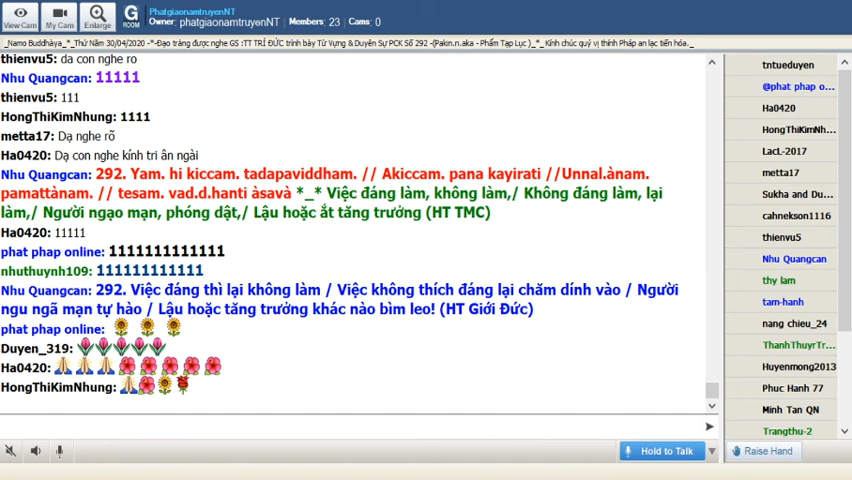 View Cam
My Cam
Enlarge
G ROOM
PhatgiaonamtruyenNT
Owner: phatgiaonamtruyenNT Members: 23 Cams: 0
_Namo Buddhàya_*_Thứ Năm 30/04/2020 -*-Đạo tràng được nghe GS :TT TRÍ ĐỨC trình bày Từ Vựng & Duyên Sự PCK Số 292 -(Pakin.n.aka - Phẩm Tạp Lục )_*_ Kính chúc quý vị thính Pháp an lạc tiến hóa._
thienvu5: da con nghe ro
Nhu Quangcan: 11111
thienvu5: 111
HongThiKimNhung: 1111
metta17: Dạ nghe rõ
Ha0420: Dạ con nghe kính tri ân ngài
Nhu Quangcan: 292. Yam. hi kiccam. tadapaviddham. // Akiccam. pana kayirati //Unnal.ànam.
pamattànam. // tesam. vad.d.hanti àsavà *_* Việc đáng làm, không làm,/ Không đáng làm, lại
làm,/ Người ngạo mạn, phóng dật,/ Lậu hoặc ắt tăng trưởng (HT TMC)
Ha0420: 11111
phat phap online: 1111111111111
nhuthuynh109: 111111111111
Nhu Quangcan: 292. Việc đáng thì lại không làm / Việc không thích đáng lại chăm dính vào / Người
ngu ngã mạn tự hào / Lậu hoặc tăng trưởng khác nào bìm leo! (HT Giới Đức)
phat phap online:
Duyen_319:
Ha0420:
HongThiKimNhung:
Hold to Talk
tntueduyen
@phat phap o...
Ha0420
HongThiKimNh...
LacL-2017
metta17
Sukha and Du...
cahnekson1116
thienvu5
Nhu Quangcan
thy lam
tam-hanh
nang chieu_24
ThanhThuyrTr...
Huyenmong2013
Phuc Hanh 77
Minh Tan QN
Trangthu-2
Raise Hand